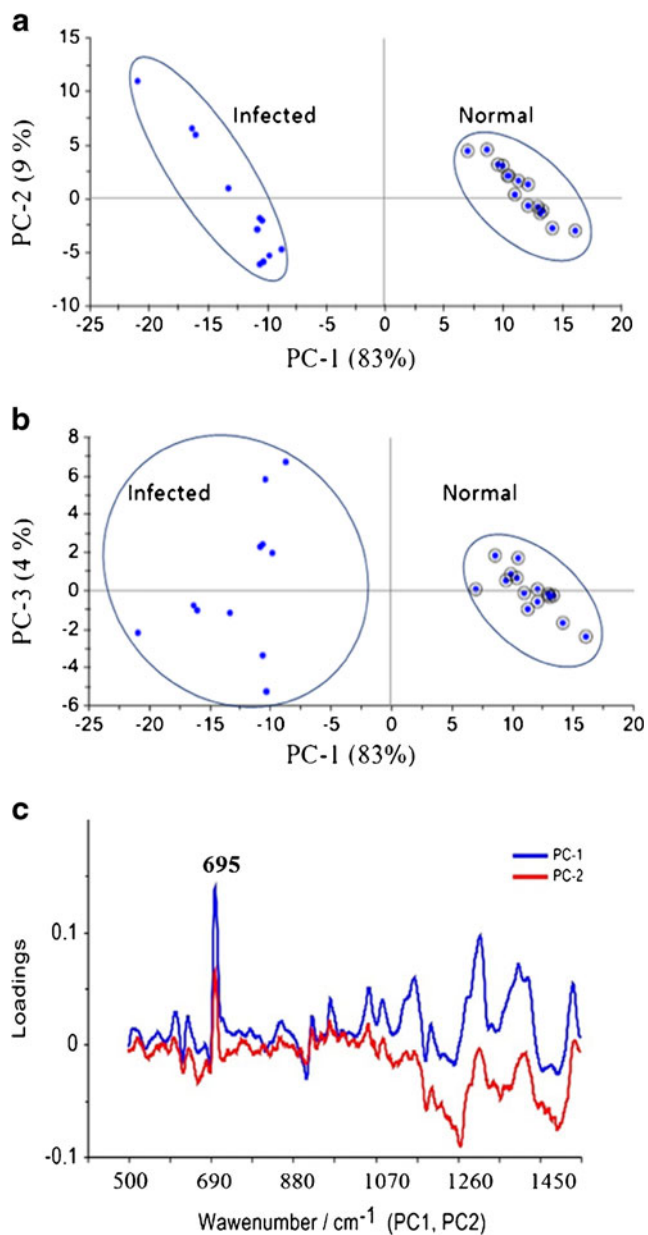 a
15
10
5
0
-5
-10
PC-2 (9 %)
Infected
Normal
-25 -20 -15 -10 -5 0 5 10 15 20
PC-1 (83%)
b
8
6
4
2
0
-2
-4
-6
PC-3 (4 %)
Infected
Normal
-25 -20 -15 -10 -5 0 5 10 15 20
PC-1 (83%)
c
695
PC-1
PC-2
Loadings
0.1
0
-0.1
500 690 880 1070 1260 1450
Wawenumber / cm-1 (PC1, PC2)